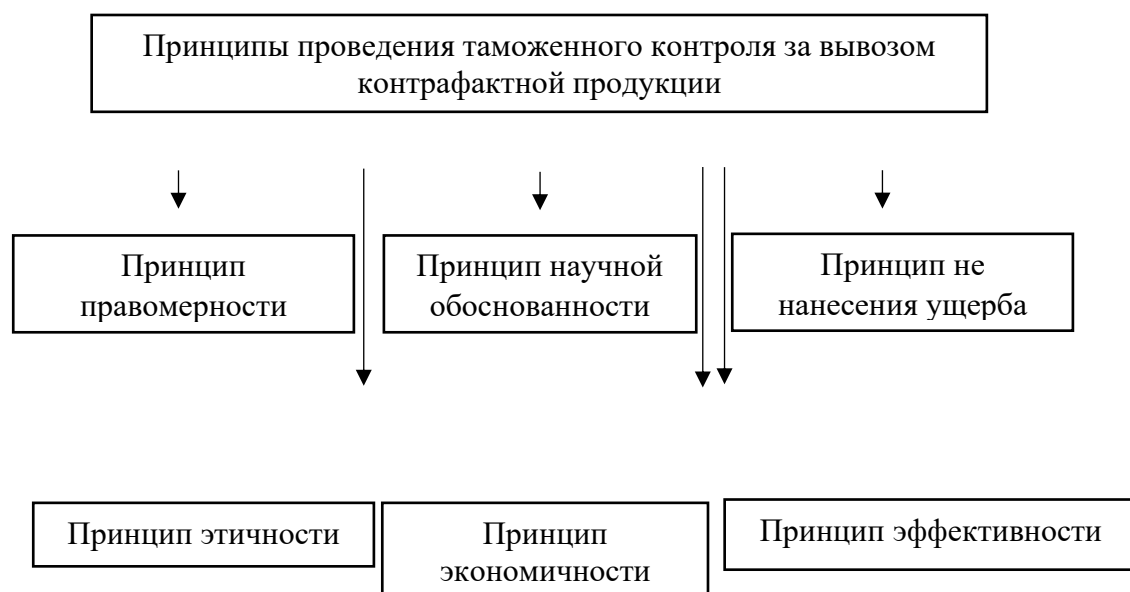 Принципы проведения таможенного контроля за вывозом
контрафактной продукции
Принцип
правомерности
Принцип научной
обоснованности
Принцип не
нанесения ущерба
Принцип этичности
Принцип
экономичности
Принцип эффективности